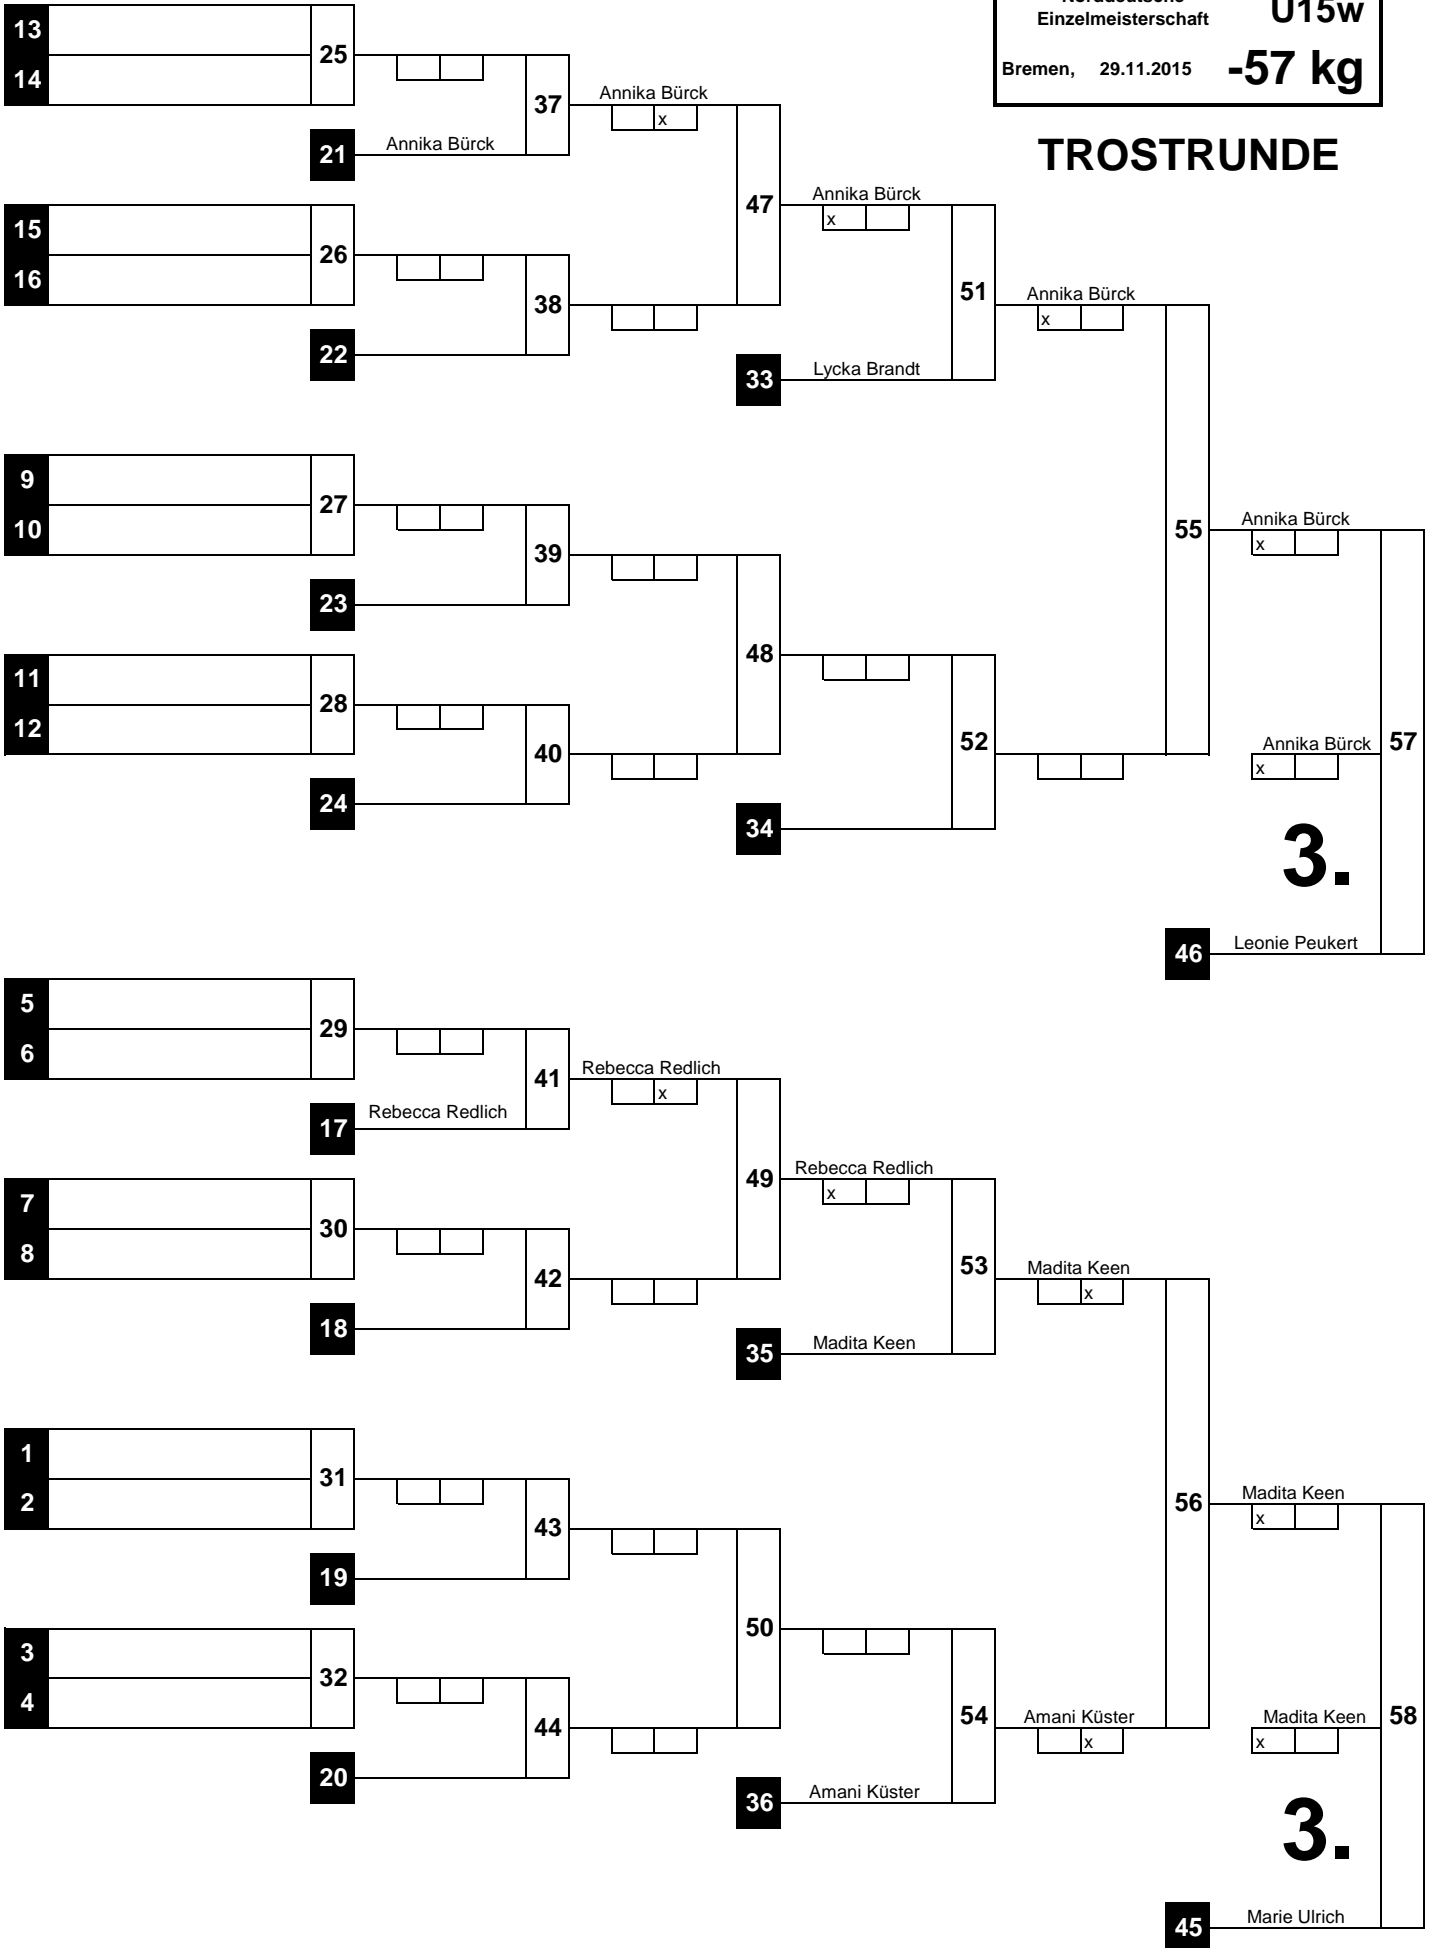 Einzelmeisterschaft
U15w
Bremen, 29.11.2015 -57 kg
TROSTRUNDE
13
14
25
21
Annika Bürck
37
Annika Bürck
x
15
16
26
22
38
47
Annika Bürck
x
33
Lycka Brandt
51
Annika Bürck
x
9
10
27
23
39
11
12
28
24
40
48
34
52
55
Annika Bürck
x
Annika Bürck
x
57
3.
46
Leonie Peukert
5
6
29
17
Rebecca Redlich
41
Rebecca Redlich
x
7
8
30
18
42
49
Rebecca Redlich
x
35
Madita Keen
53
Madita Keen
x
1
2
31
19
43
3
4
32
20
44
50
36
Amani Küster
54
Amani Küster
x
56
Madita Keen
x
Madita Keen
x
58
3.
45
Marie Ulrich